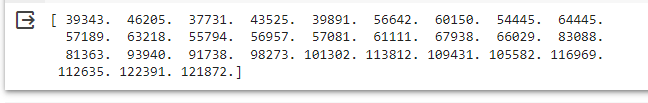 [ 39343. 46205. 37731. 43525. 39891. 56642. 60150. 54445. 64445.
57189. 63218. 55794. 56957. 57081. 61111. 67938. 66029. 83088.
81363. 93940. 91738. 98273. 101302. 113812. 109431. 105582. 116969.
112635. 122391. 121872.]